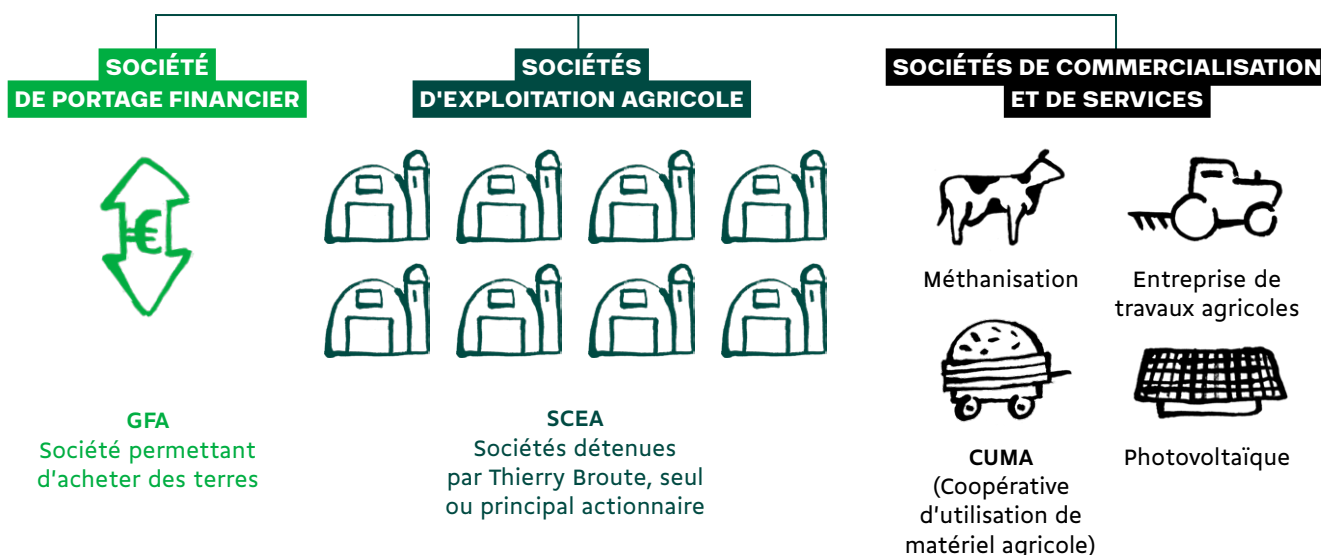 SOCIÉTÉ
DE PORTAGE FINANCIER
€
GFA
Société permettant
d'acheter des terres
SOCIÉTÉS
D'EXPLOITATION AGRICOLE
SCEA
Sociétés détenues
par Thierry Broute, seul
ou principal actionnaire
SOCIÉTÉS DE COMMERCIALISATION
ET DE SERVICES
Méthanisation
Entreprise de
travaux agricoles
CUMA
(Coopérative
d'utilisation de
matériel agricole)
Photovoltaïque